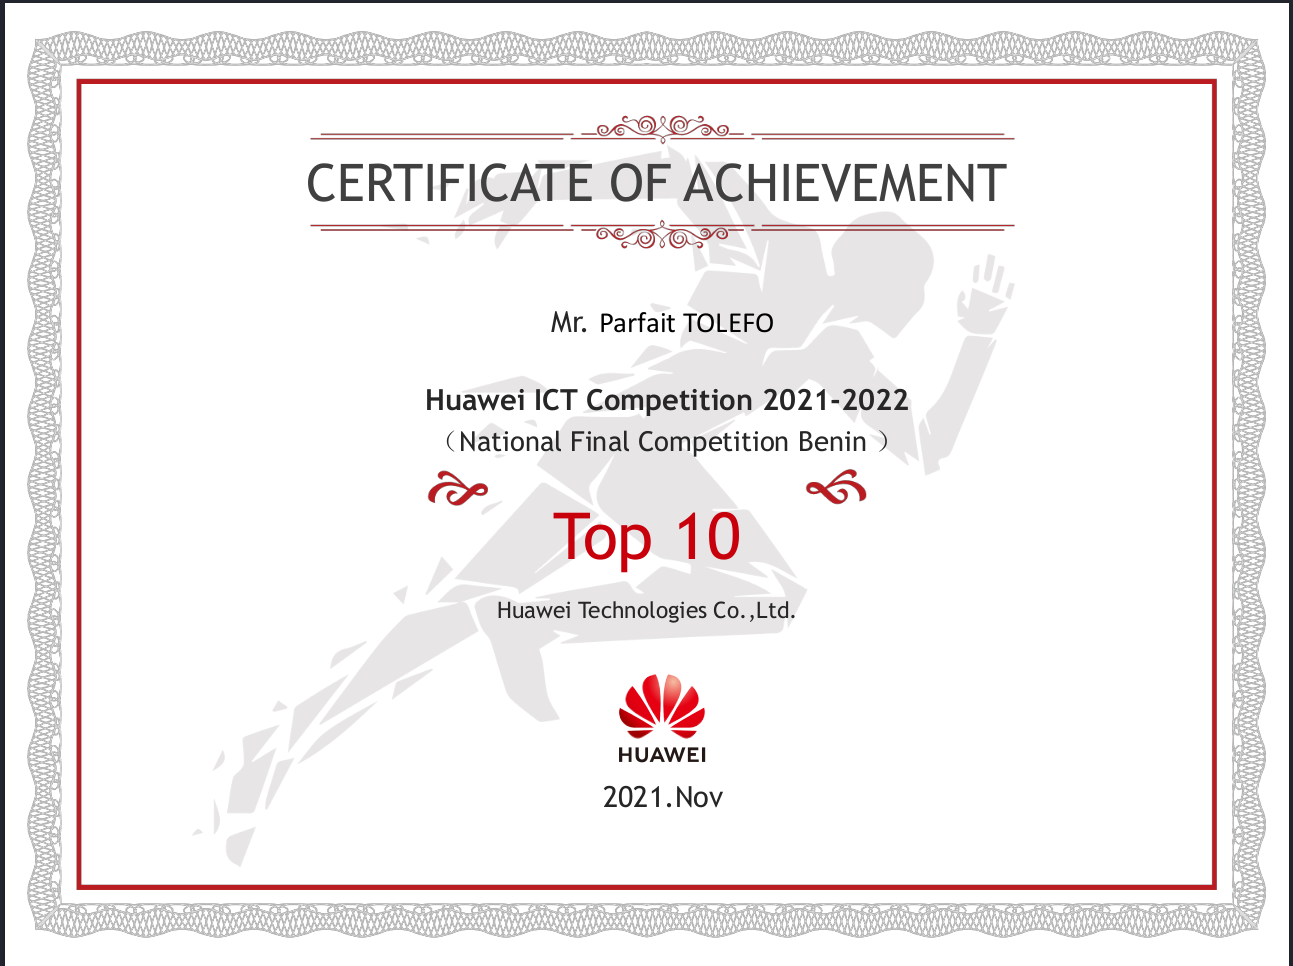 CERTIFICATE OF ACHIEVEMENT
Mr. Parfait TOLEFO
Huawei ICT Competition 2021-2022
（National Final Competition Benin ）
Top 10
Huawei Technologies Co.,Ltd.
HUAWEI
2021.Nov